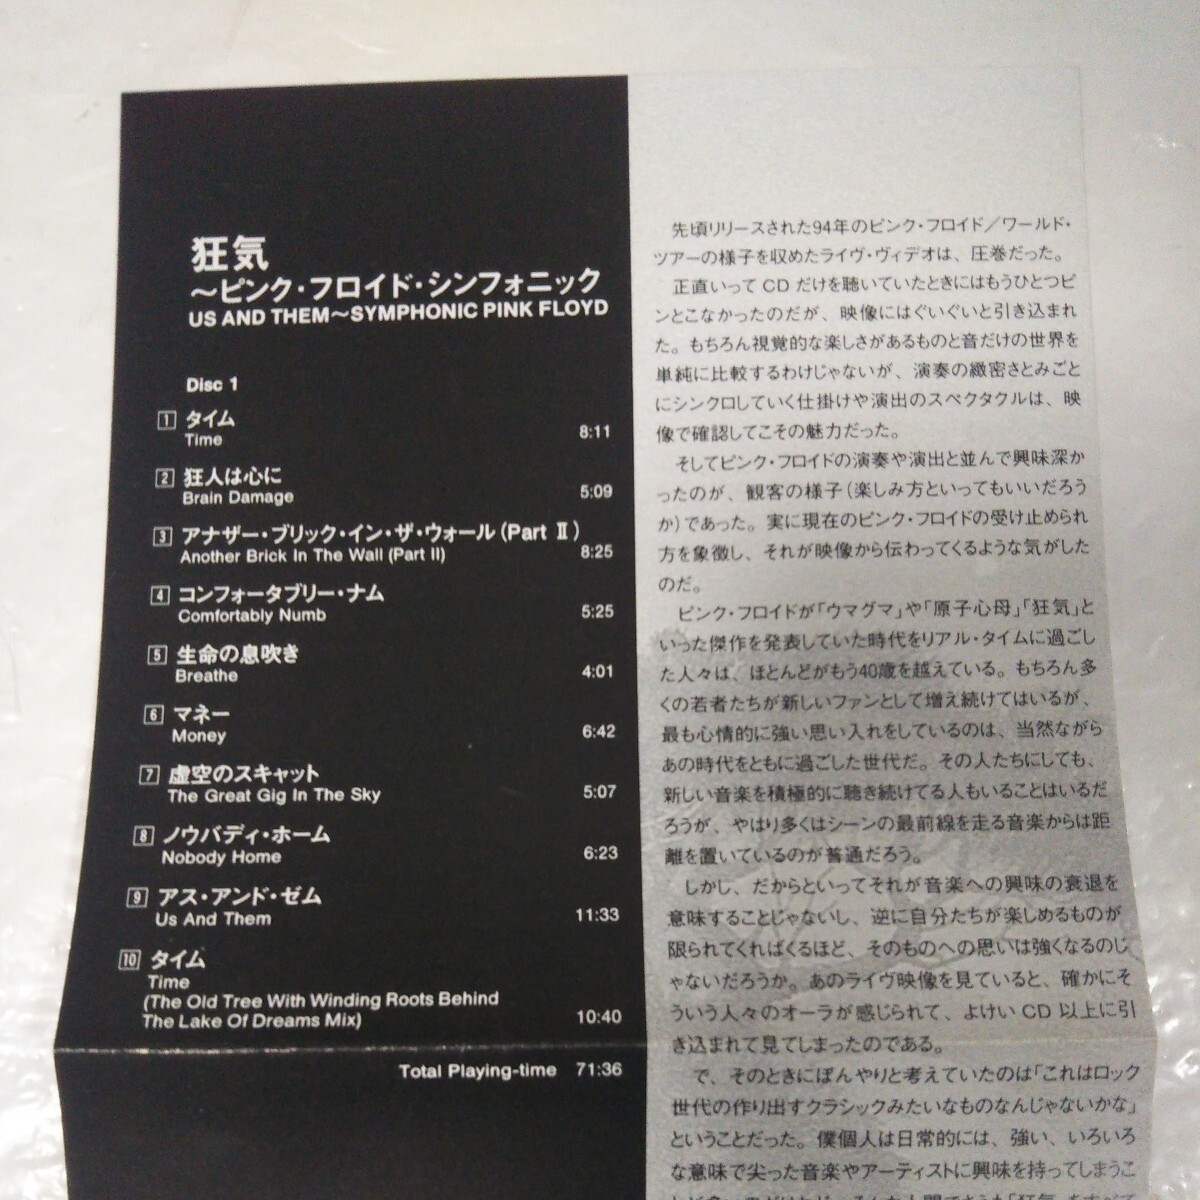 狂気
～ピンク・フロイド・シンフォニック
US AND THEM～SYMPHONIC PINK FLOYD
Disc 1
1 タイム
Time 8:11
2 狂人は心に
Brain Damage 5:09
3 アナザー・ブリック・イン・ザ・ウォール（Part Ⅱ）
Another Brick In The Wall (Part II) 8:25
4 コンフォータブリー・ナム
Comfortably Numb 5:25
5 生命の息吹き
Breathe 4:01
6 マネー
Money 6:42
7 虚空のスキャット
The Great Gig In The Sky 5:07
8 ノウバディ・ホーム
Nobody Home 6:23
9 アス・アンド・ゼム
Us And Them 11:33
10 タイム
Time
(The Old Tree With Winding Roots Behind
The Lake Of Dreams Mix) 10:40
Total Playing-time 71:36
先頃リリースされた94年のピンク・フロイド／ワールド・
ツアーの様子を収めたライヴ・ヴィデオは、圧巻だった。
正直いって CD だけを聴いていたときにはもうひとつピ
ンとこなかったのだが、映像にはぐいぐいと引き込まれ
た。もちろん視覚的な楽しさがあるものと音だけの世界を
単純に比較するわけじゃないが、演奏の緻密さとみごと
にシンクロしていく仕掛けや演出のスペクタクルは、映
像で確認してこその魅力だった。
そしてピンク・フロイドの演奏や演出と並んで興味深か
ったのが、観客の様子（楽しみ方といってもいいだろう
か）であった。実に現在のピンク・フロイドの受け止められ
方を象徴し、それが映像から伝わってくるような気がした
のだ。
ピンク・フロイドが「ウマグマ」や「原子心母」「狂気」と
いった傑作を発表していた時代をリアル・タイムに過ごし
た人々は、ほとんどがもう40歳を越えている。もちろん多
くの若者たちが新しいファンとして増え続けてはいるが、
最も心情的に強い思い入れをしているのは、当然ながら
あの時代をともに過ごした世代だ。その人たちにしても、
新しい音楽を積極的に聴き続けてる人もいることはいるだ
ろうが、やはり多くはシーンの最前線を走る音楽からは距
離を置いているのが普通だろう。
しかし、だからといってそれが音楽への興味の衰退を
意味することじゃないし、逆に自分たちが楽しめるものが
限られてくればくるほど、そのものへの思いは強くなるのじ
ゃないだろうか。あのライヴ映像を見ていると、確かにそ
ういう人々のオーラが感じられて、よけい CD 以上に引
き込まれて見てしまったのである。
で、そのときにぼんやりと考えていたのは「これはロック
世代の作り出すクラシックみたいなものなんじゃないかな」
ということだった。僕個人は日常的には、強い、いろいろ
な意味で尖った音楽やアーティストに興味を持ってしまうこ